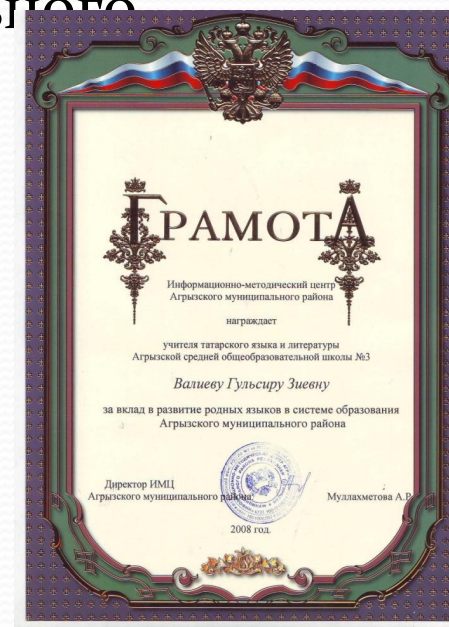 ного
ГРАМОТА
Информационно-методический центр
Агрызского муниципального района
награждает
учителя татарского языка и литературы
Агрызской средней общеобразовательной школы №3
Валиеву Гульсиру Зиевну
за вклад в развитие родных языков в системе образования
Агрызского муниципального района
Директор ИМЦ
Агрызского муниципального района: Муллахметова А.Р.
2008 год.